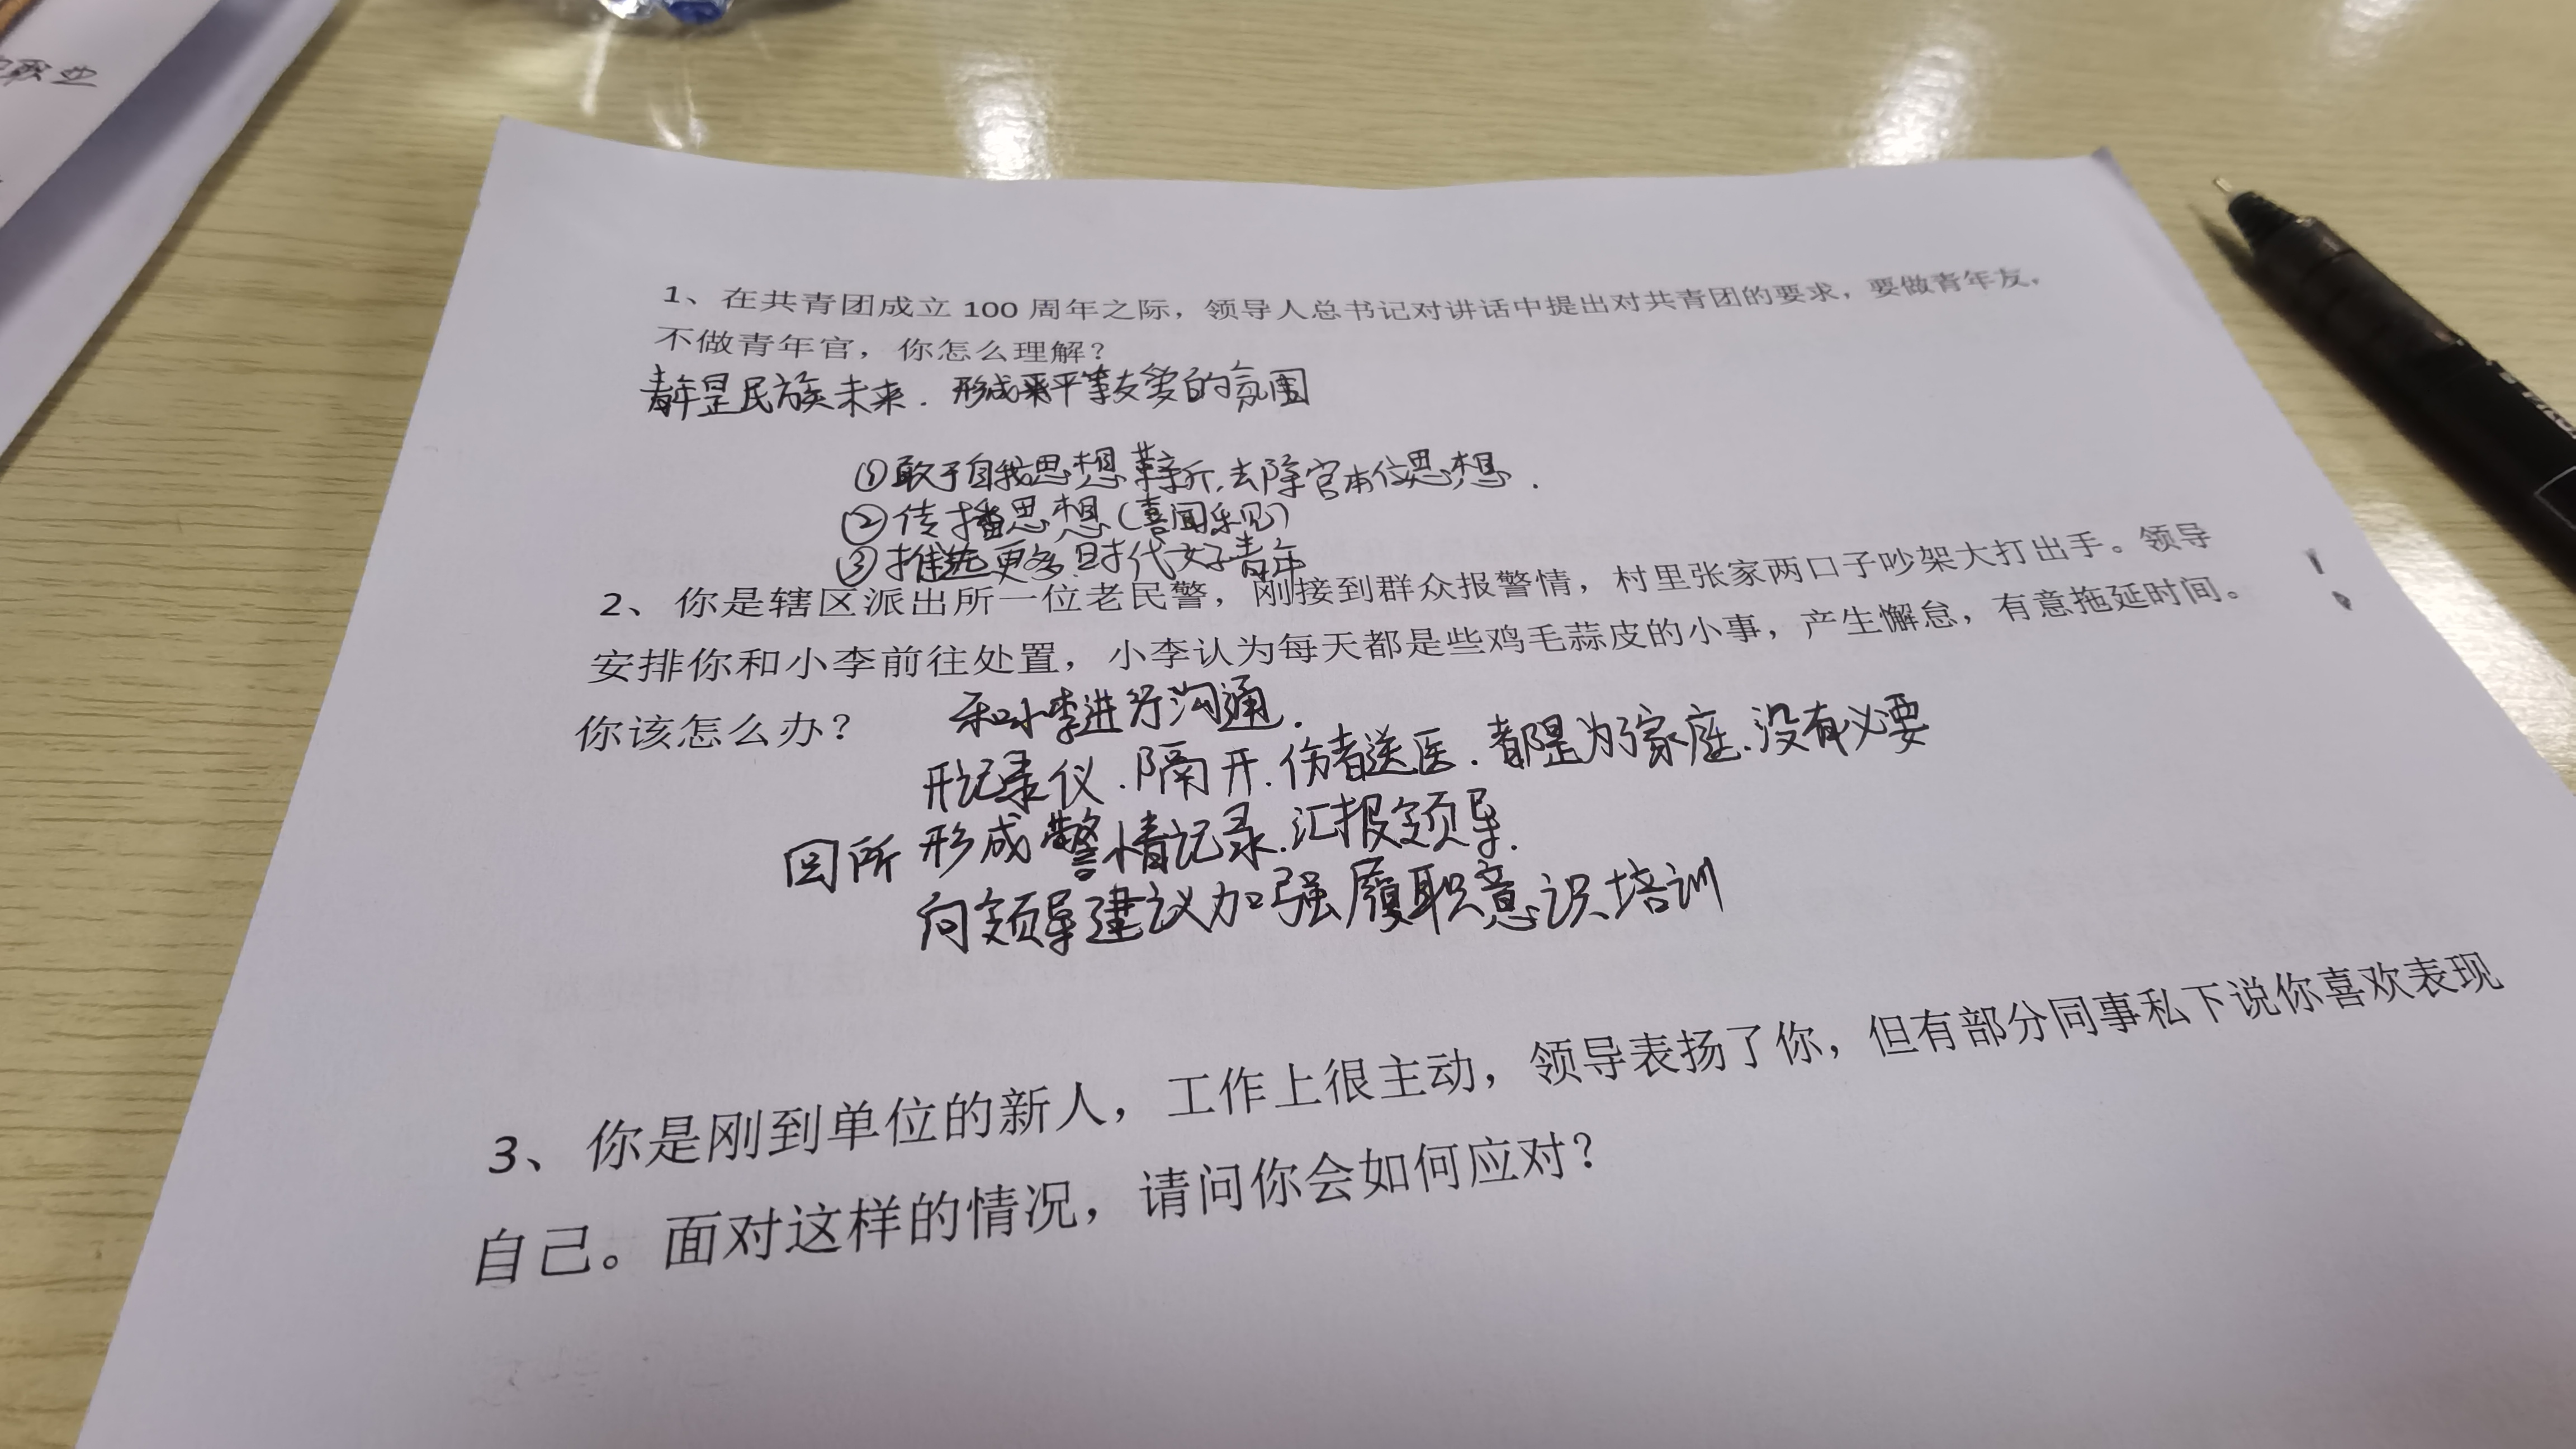 职业
1、在共青团成立 100 周年之际，领导人总书记对讲话中提出对共青团的要求，要做青年友，
不做青年官，你怎么理解？
青年是民族未来. 形成平等友爱的氛围
①敢于自我思想革新,去除官本位思想.
②传播思想(喜闻乐见)
③推选更多时代好青年
2、你是辖区派出所一位老民警，刚接到群众报警情，村里张家两口子吵架大打出手。领导
安排你和小李前往处置，小李认为每天都是些鸡毛蒜皮的小事，产生懈怠，有意拖延时间。
你该怎么办？
和小李进行沟通.
开记录仪.隔开.伤者送医.都是为了家庭.没有必要
回所 形成警情记录.汇报领导.
向领导建议加强履职意识培训
3、你是刚到单位的新人，工作上很主动，领导表扬了你，但有部分同事私下说你喜欢表现
自己。面对这样的情况，请问你会如何应对？